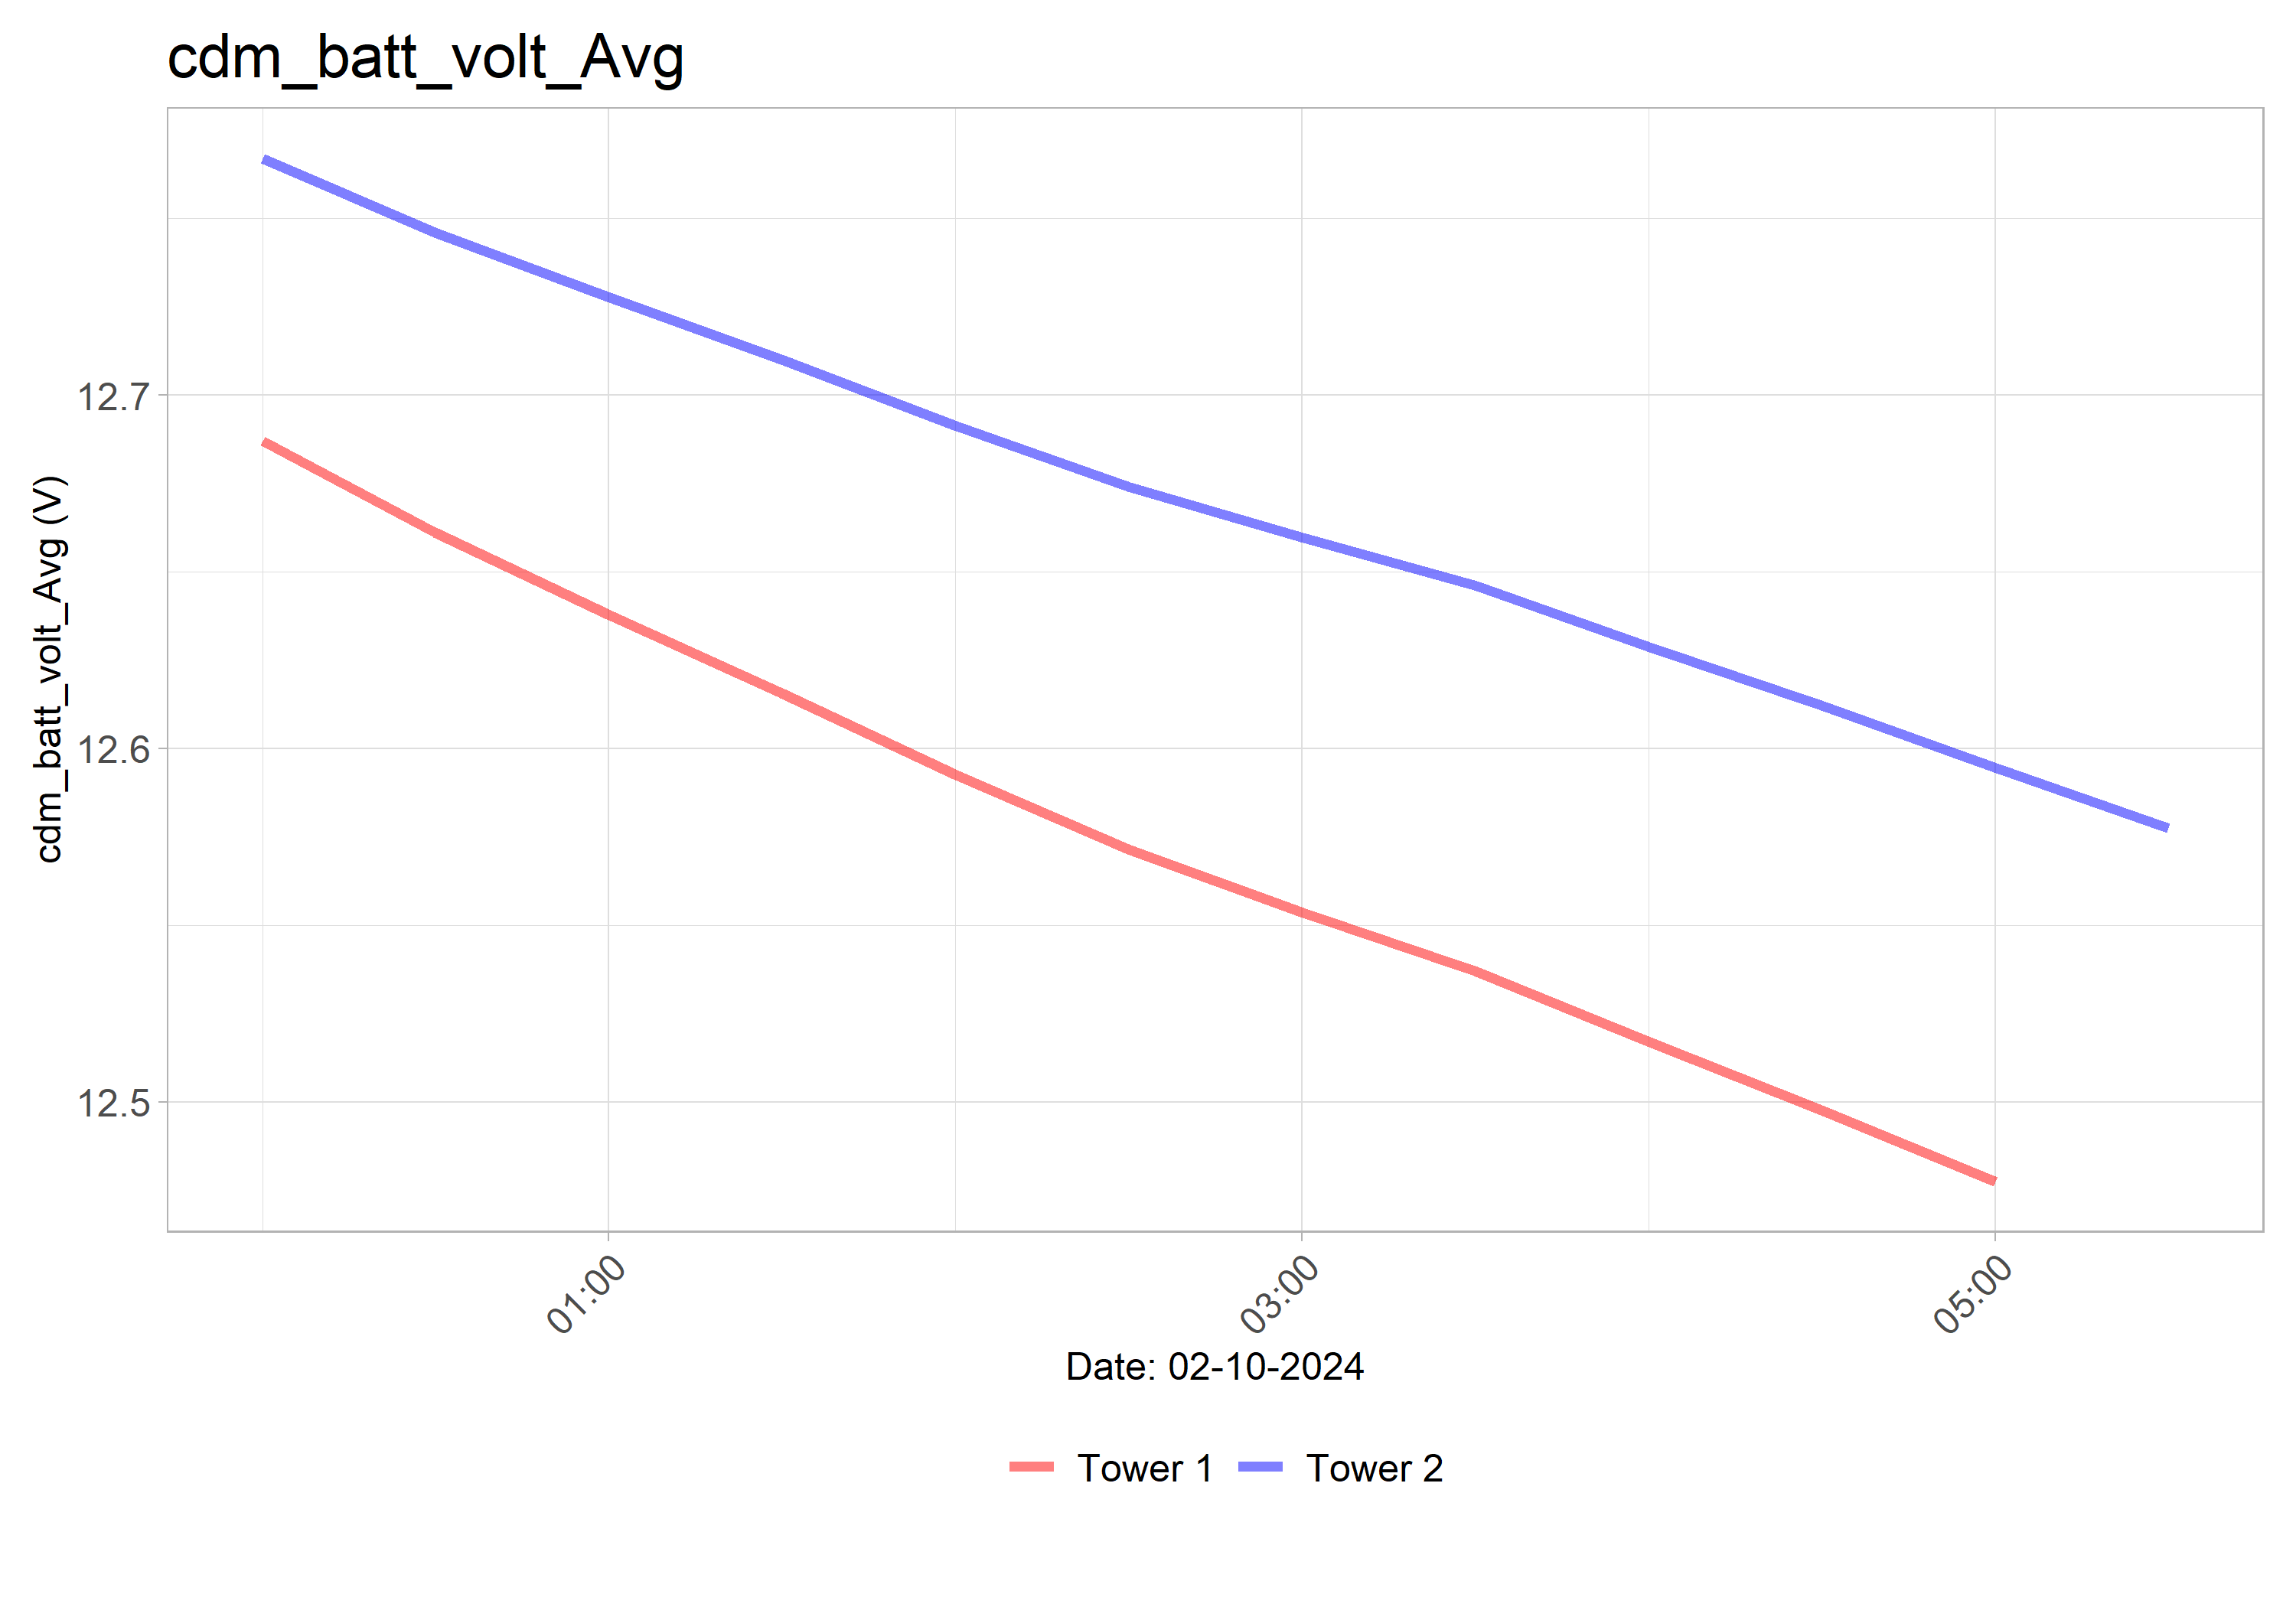 cdm_batt_volt_Avg
cdm_batt_volt_Avg (V)
12.7
12.6
12.5
01:00
03:00
05:00
Date: 02-10-2024
Tower 1
Tower 2